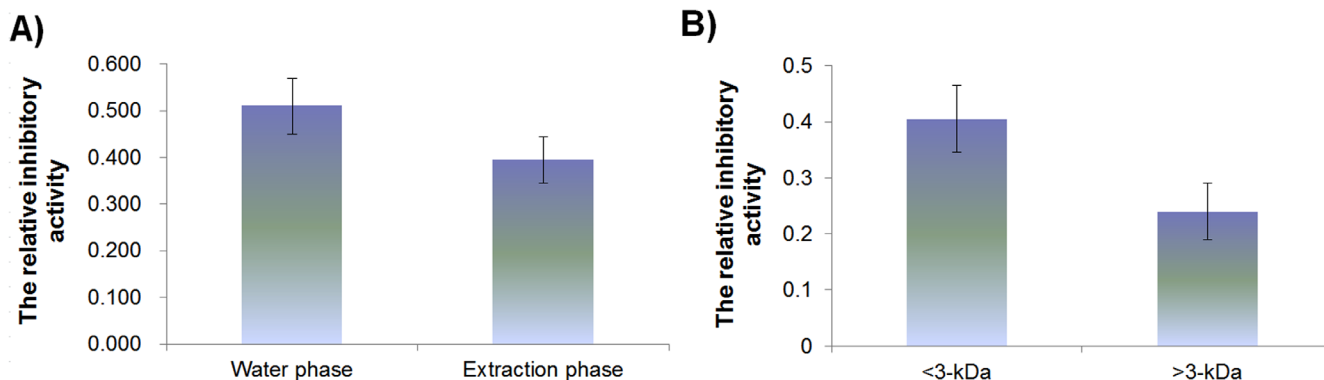 A)
The relative inhibitory
activity
0.600
0.500
0.400
0.300
0.200
0.100
0.000
Water phase
Extraction phase
B)
The relative inhibitory
activity
0.5
0.4
0.3
0.2
0.1
0
<3-kDa
>3-kDa